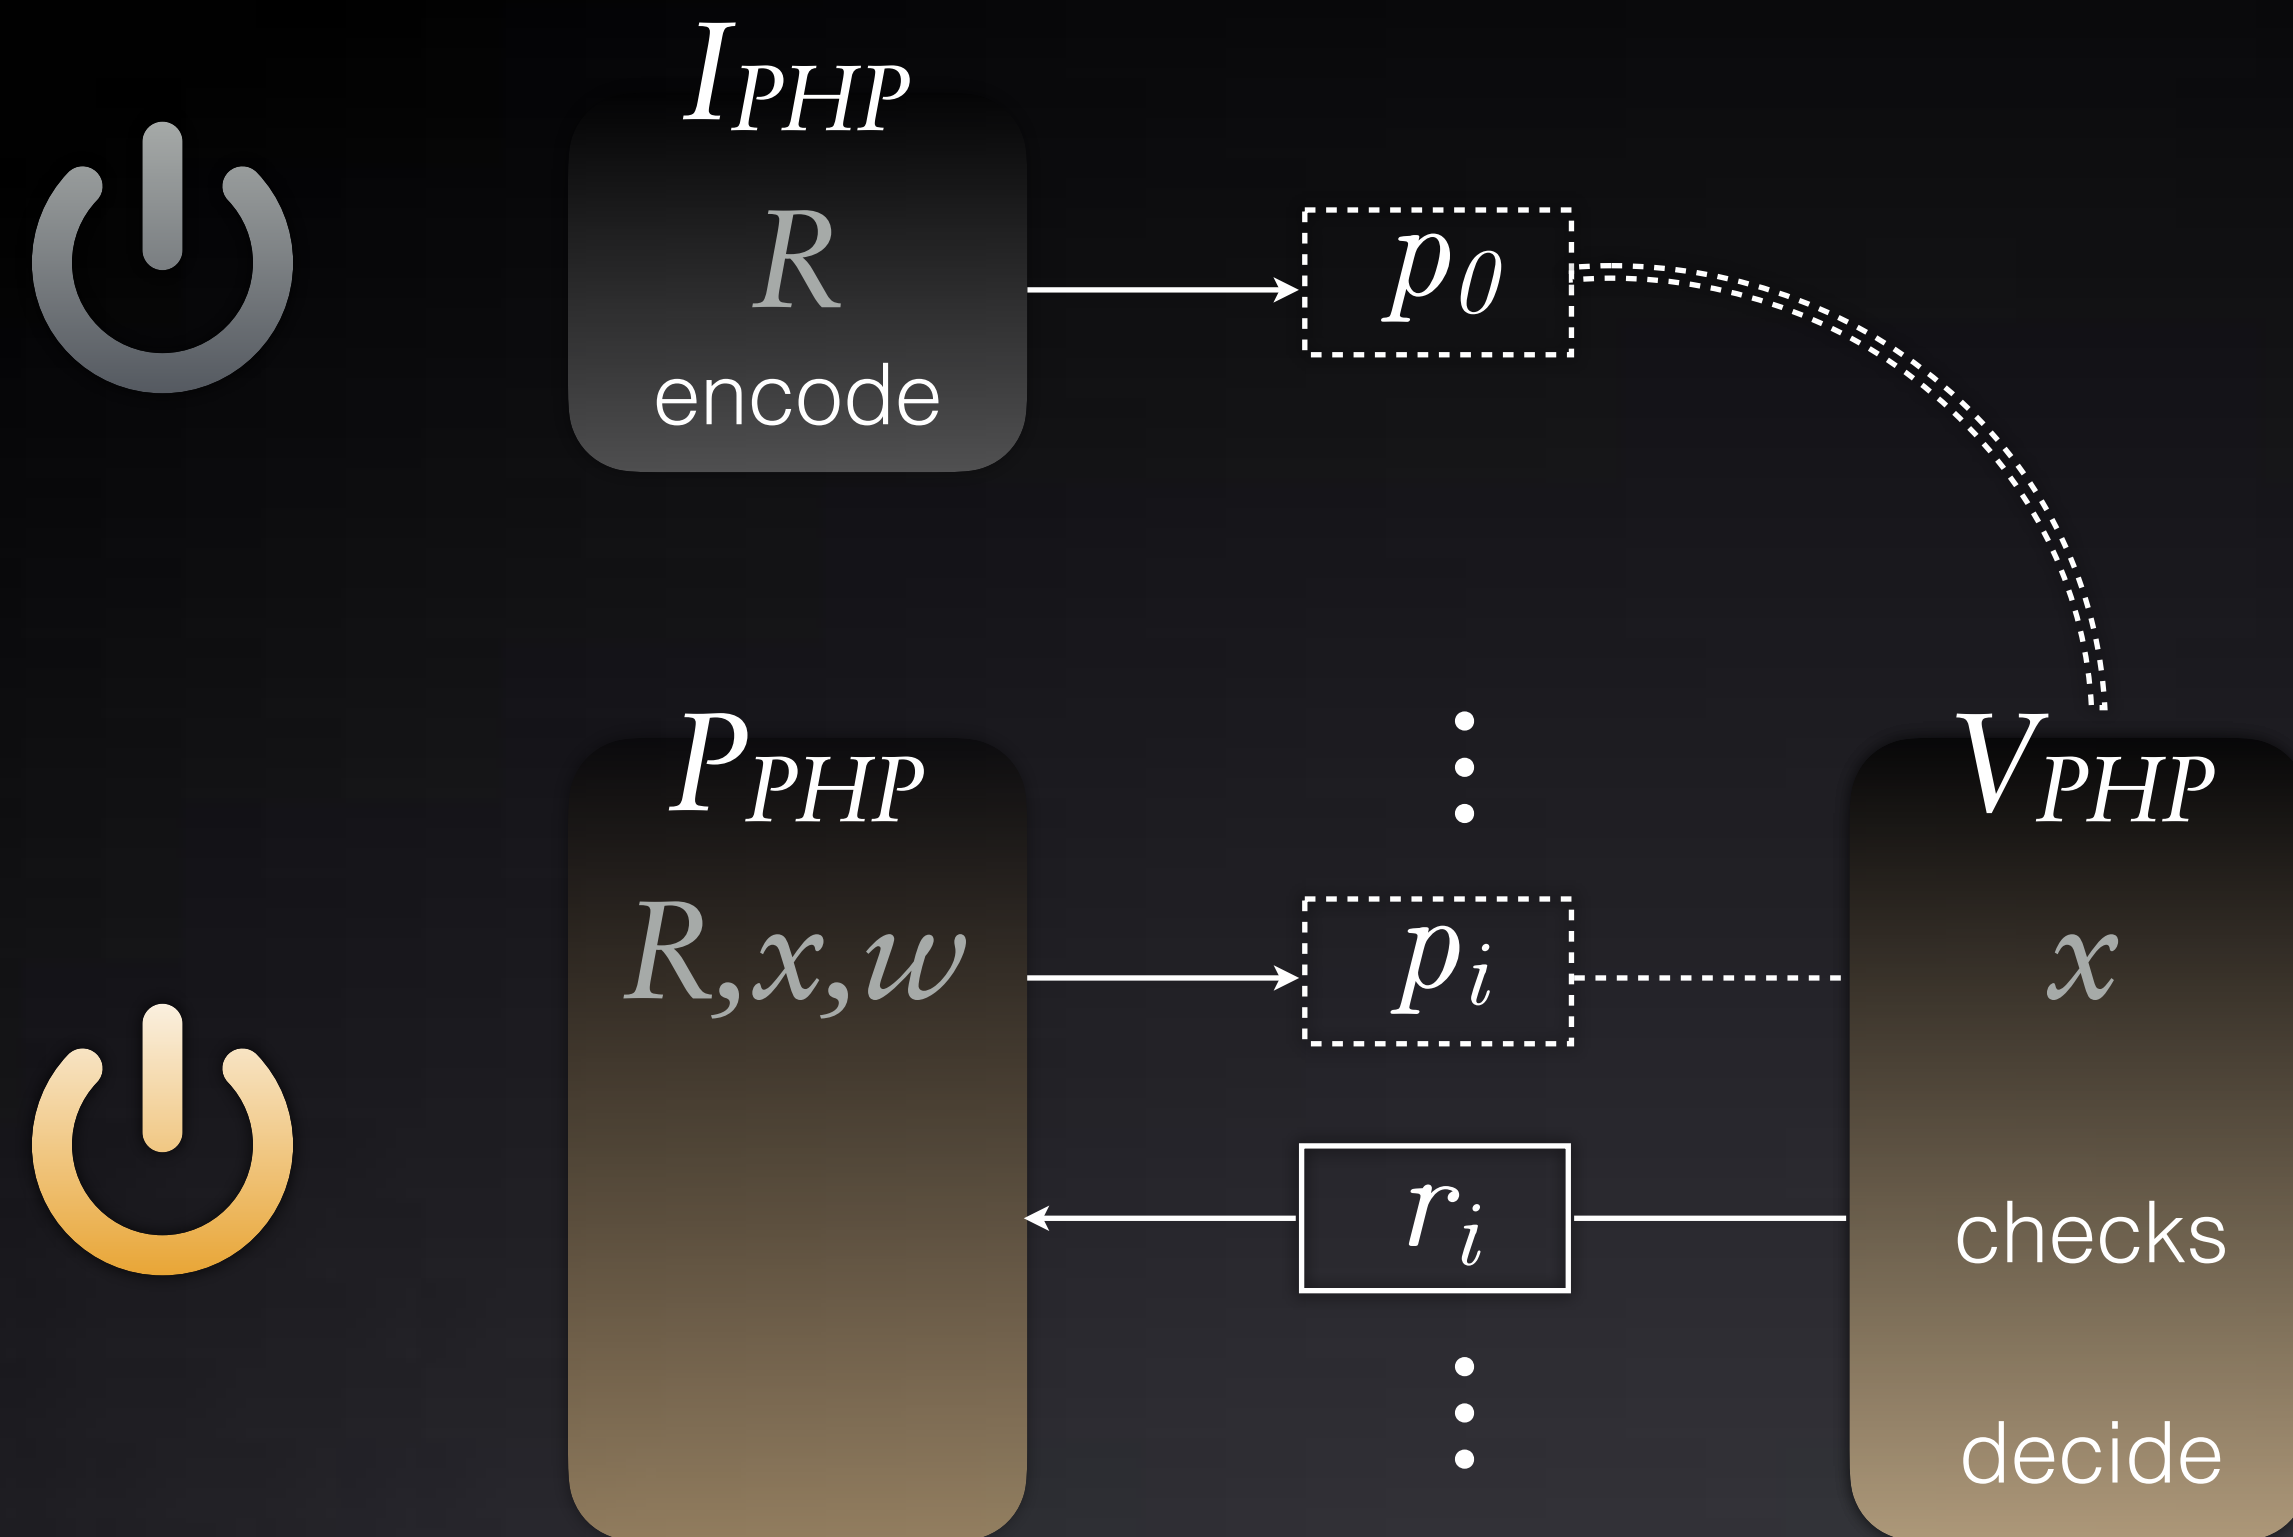 I_PHP
R
p_0
encode
P_PHP
V_PHP
R,x,w
p_i
x
r_i
checks
decide